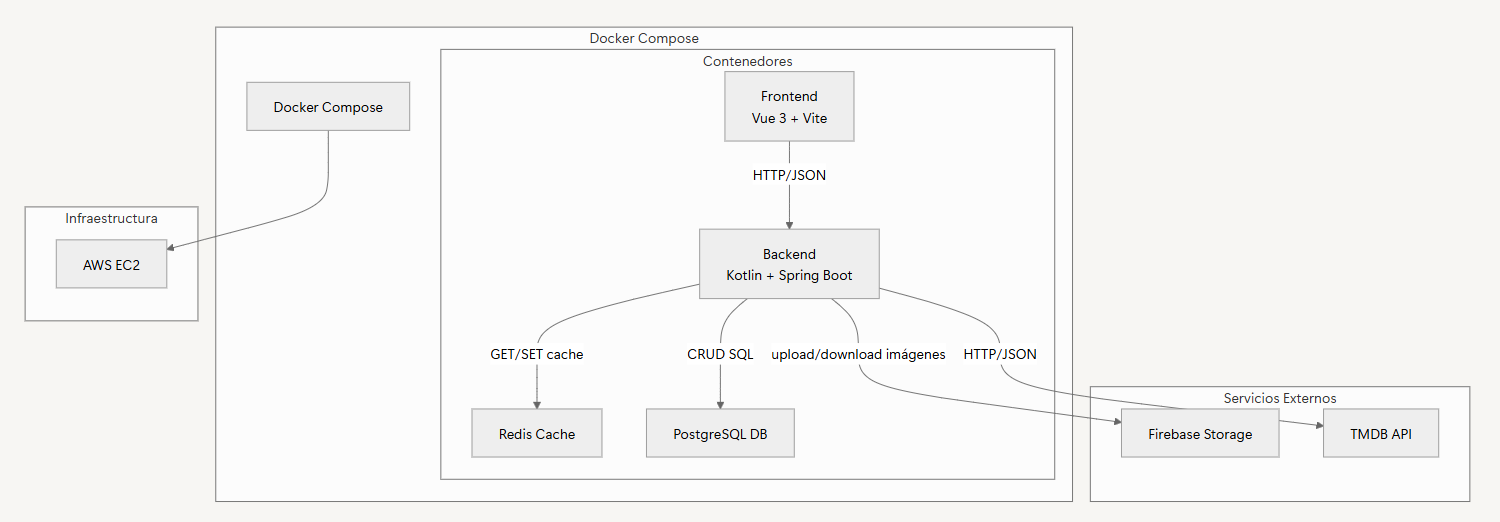 Docker Compose
Contenedores
Docker Compose
Frontend
Vue 3 + Vite
HTTP/JSON
Infraestructura
AWS EC2
Backend
Kotlin + Spring Boot
GET/SET cache
CRUD SQL
upload/download imágenes
HTTP/JSON
Servicios Externos
Redis Cache
PostgreSQL DB
Firebase Storage
TMDB API